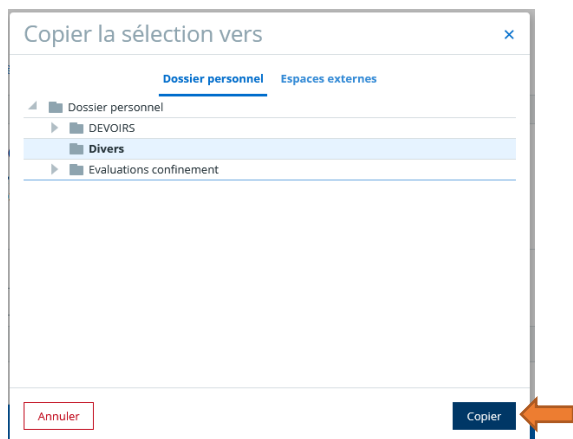 Copier la sélection vers
Dossier personnel Espaces externes
Dossier personnel
DEVOIRS
Divers
Evaluations confinement
Annuler Copier